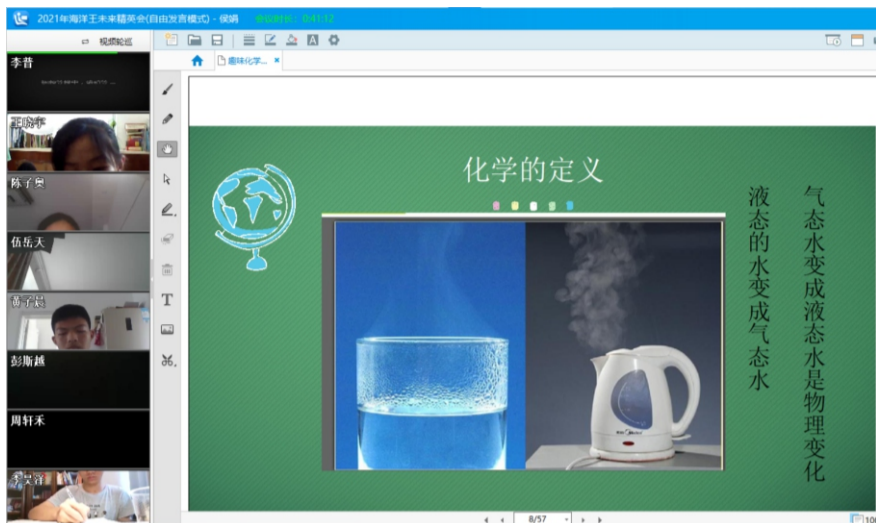 2021年海洋王未来精英会(自由发言模式) - 侯娟
会议时长: 0:41:12
视频轮巡
趣味化学...
李昔
王晓宇
陈子奥
伍岳天
黄子晨
彭斯越
周轩禾
化学的定义
气态水变成液态水是物理变化
液态的水变成气态水
T
8/57